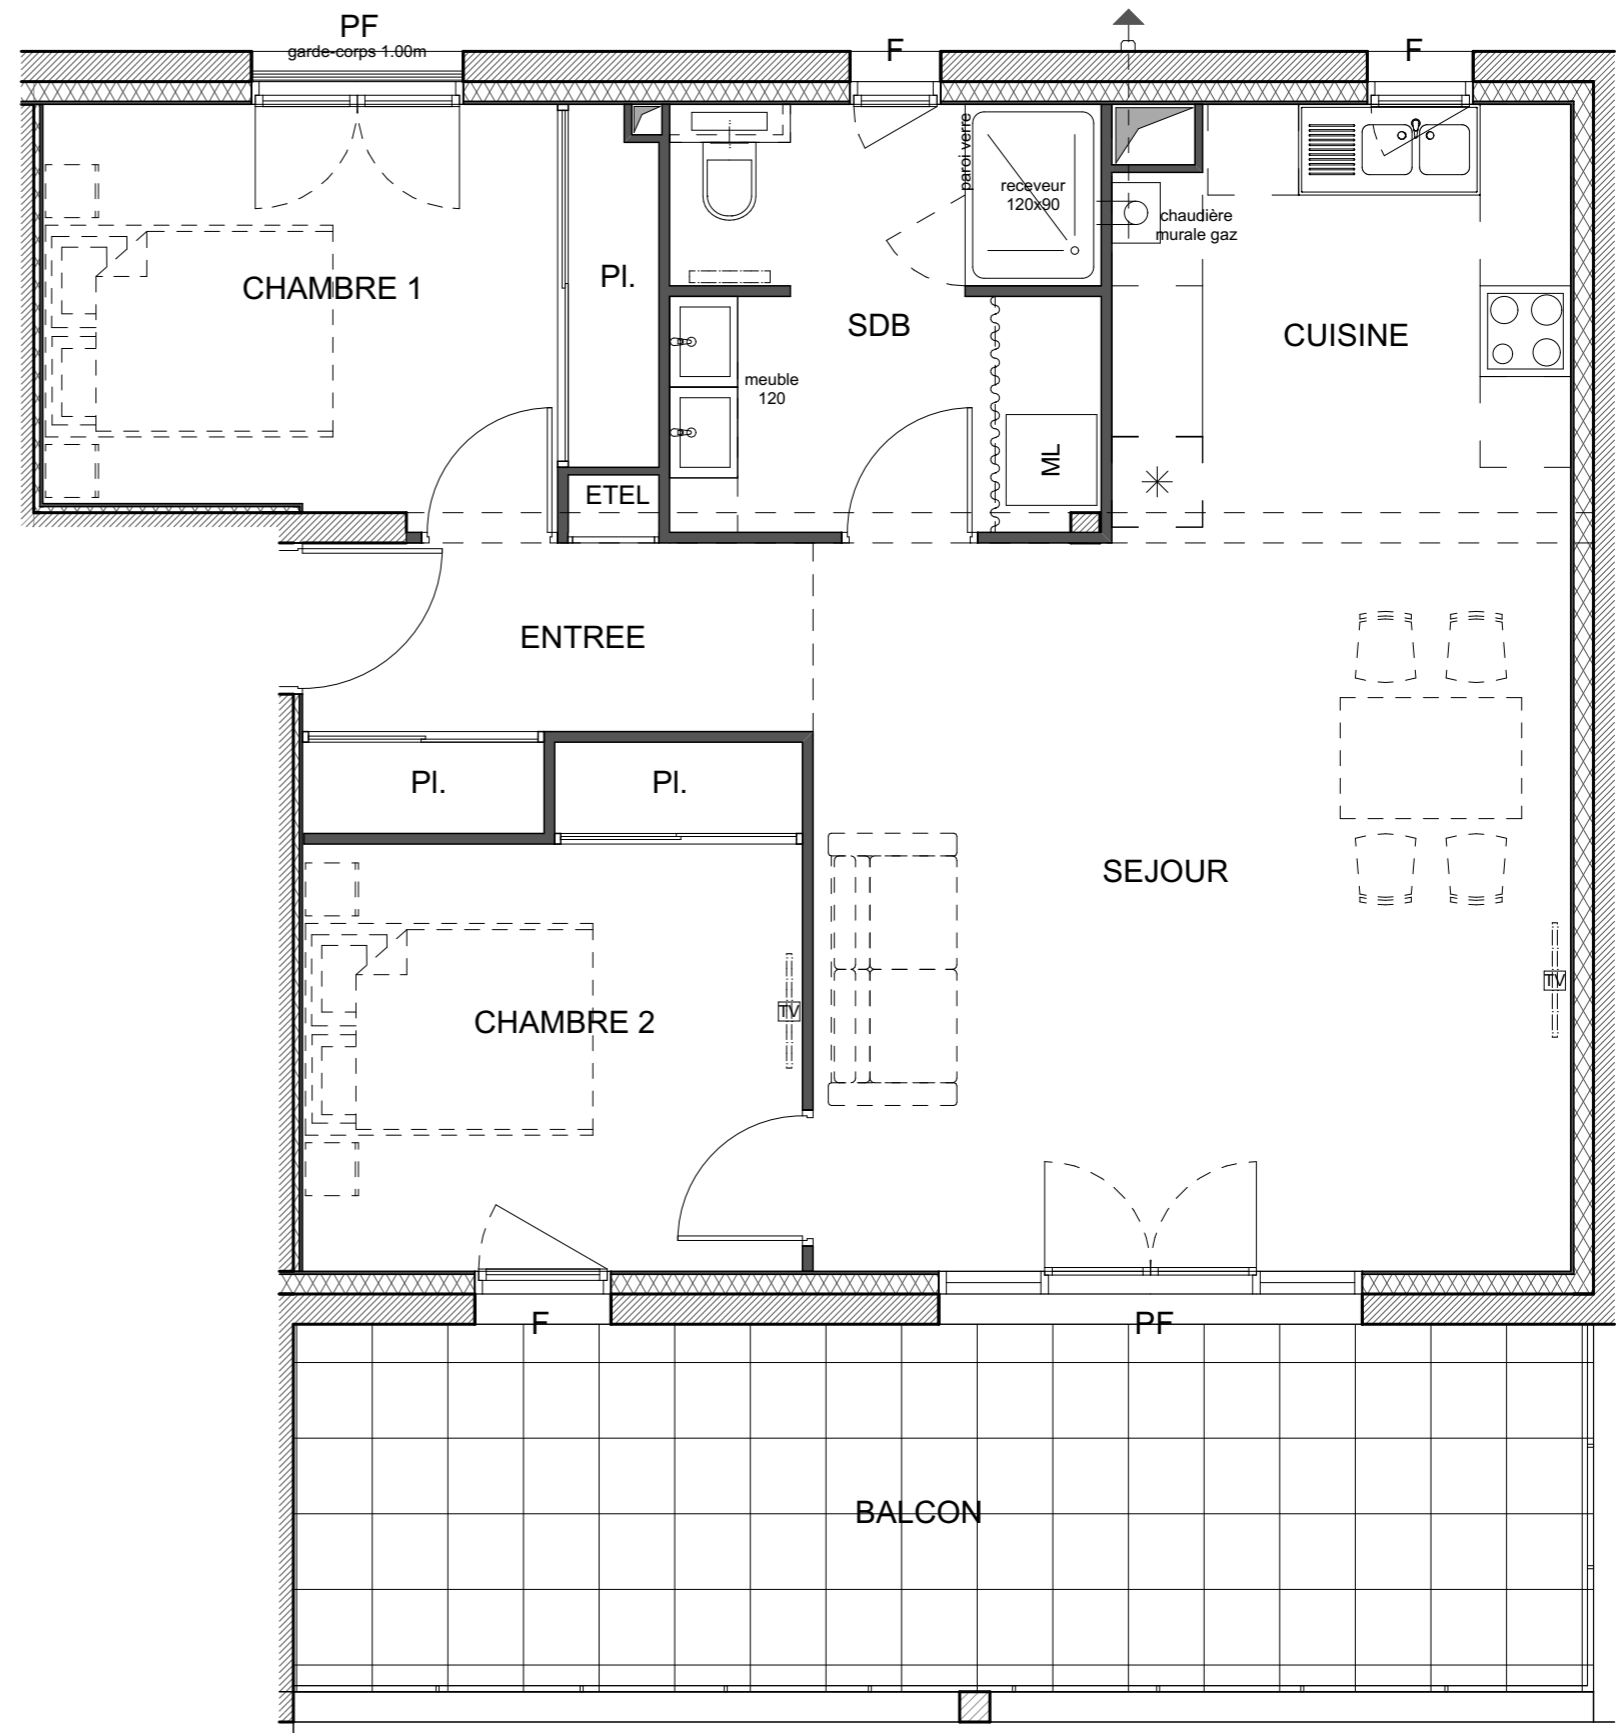 PF
garde-corps 1.00m
F
F
paroi verre
receveur
120x90
chaudière
murale gaz
CHAMBRE 1
Pl.
SDB
CUISINE
meuble
120
ML
ETEL
ENTREE
Pl.
Pl.
SEJOUR
TV
CHAMBRE 2
TV
F
PF
BALCON